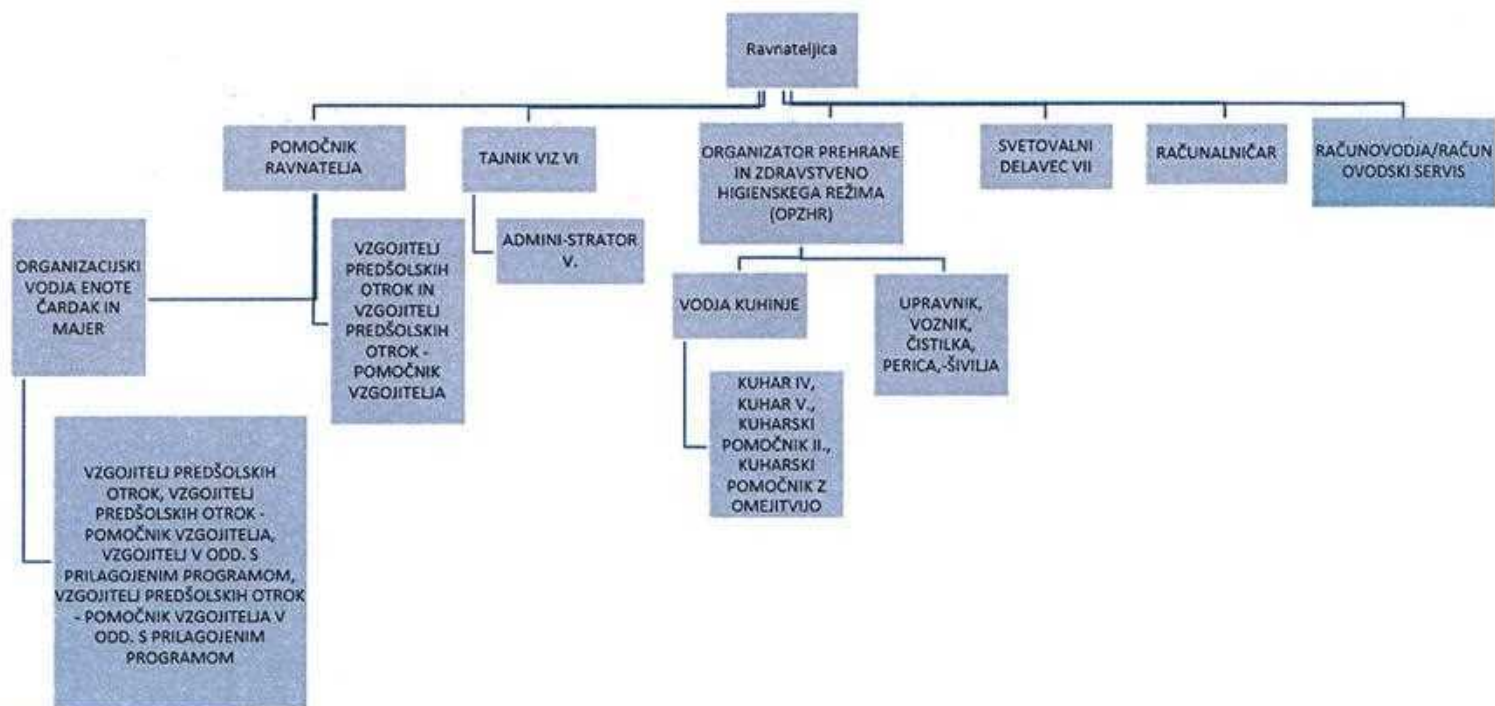 Ravnateljica
POMOČNIK
RAVNATELJA
TAJNIK VIZ VI
ORGANIZATOR PREHRANE
IN ZDRAVSTVENO
HIGIENSKEGA REŽIMA
(OPZHR)
SVETOVALNI
DELAVEC VII
RAČUNALNIČAR
RAČUNOVODJA/RAČUN
OVODSKI SERVIS
ORGANIZACIJSKI
VODJA ENOTE
ČARDAK IN
MAJER
VZGOJITELJ
PREDŠOLSKIH
OTROK IN
VZGOJITELJ
PREDŠOLSKIH
OTROK -
POMOČNIK
VZGOJITELJA
ADMINI-STRATOR
V.
VODJA KUHINJE
UPRAVNIK,
VOZNIK,
ČISTILKA,
PERICA,-ŠIVILJA
KUHAR IV,
KUHAR V.,
KUHARSKI
POMOČNIK II.,
KUHARSKI
POMOČNIK Z
OMEJITVIJO
VZGOJITELJ PREDŠOLSKIH
OTROK, VZGOJITELJ
PREDŠOLSKIH OTROK -
POMOČNIK VZGOJITELJA,
VZGOJITELJ V ODD. S
PRILAGOJENIM PROGRAMOM,
VZGOJITELJ PREDŠOLSKIH OTROK
- POMOČNIK VZGOJITELJA V
ODD. S PRILAGOJENIM
PROGRAMOM